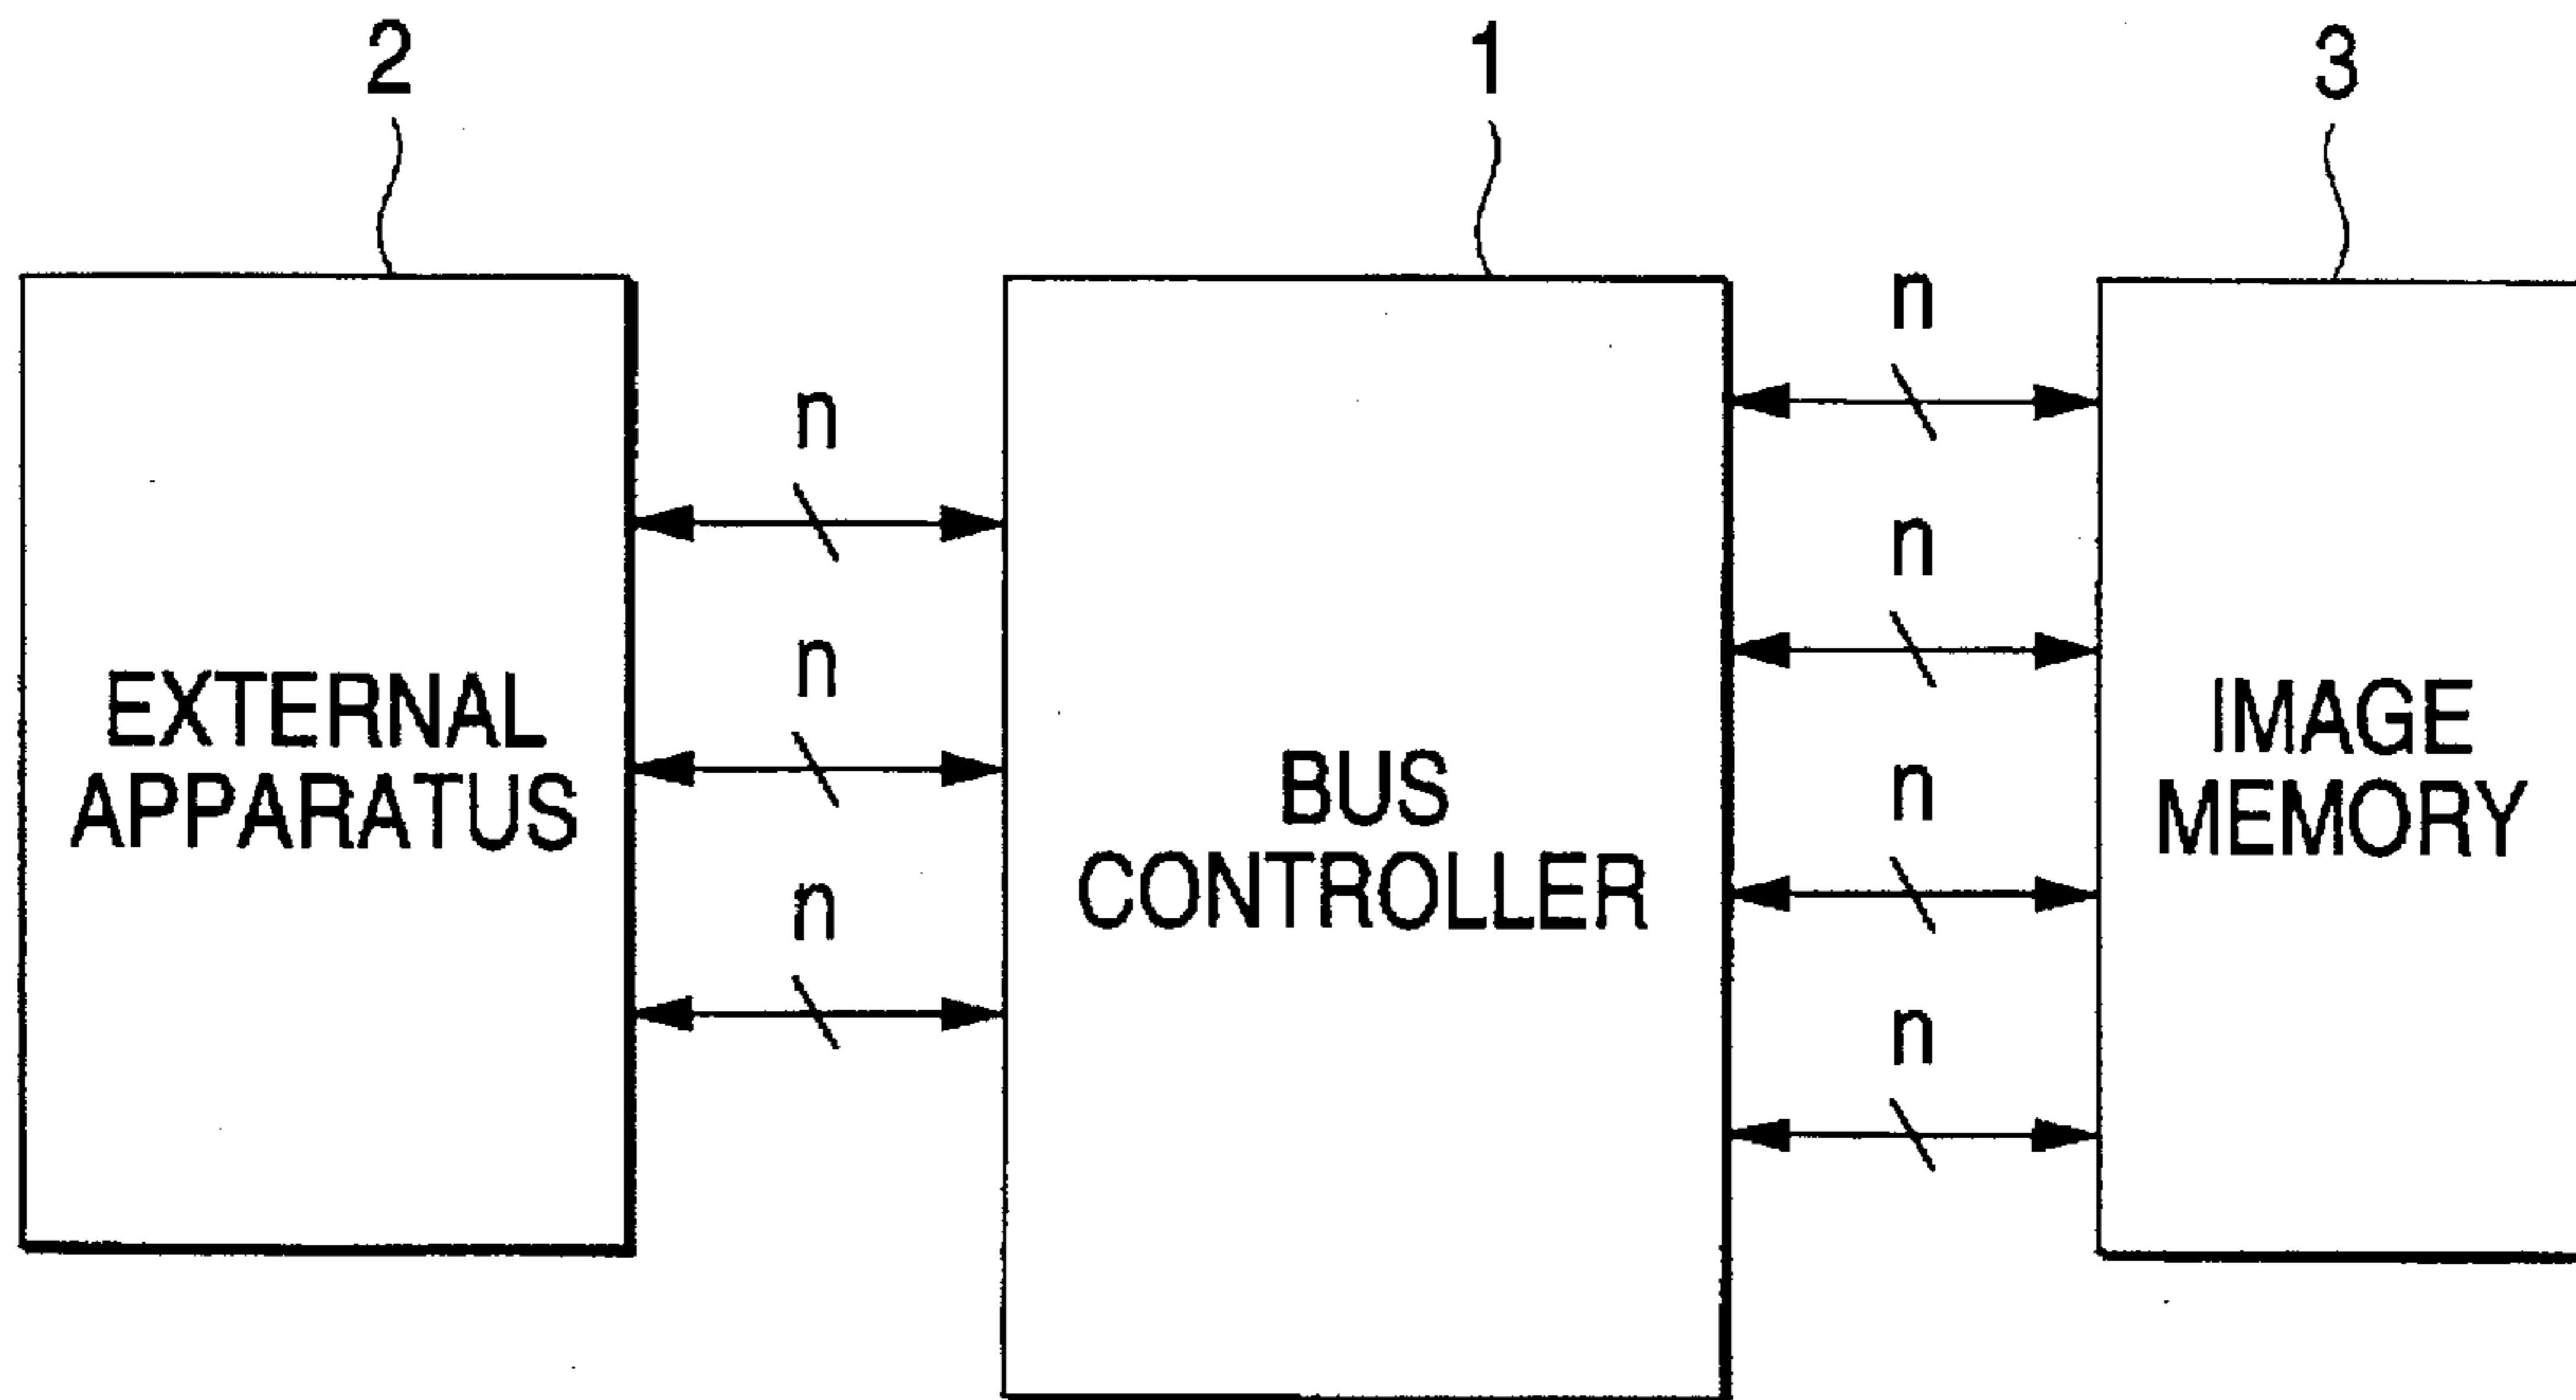 2
1
3
n
n
n
n
n
n
n
EXTERNAL
APPARATUS
BUS
CONTROLLER
IMAGE
MEMORY